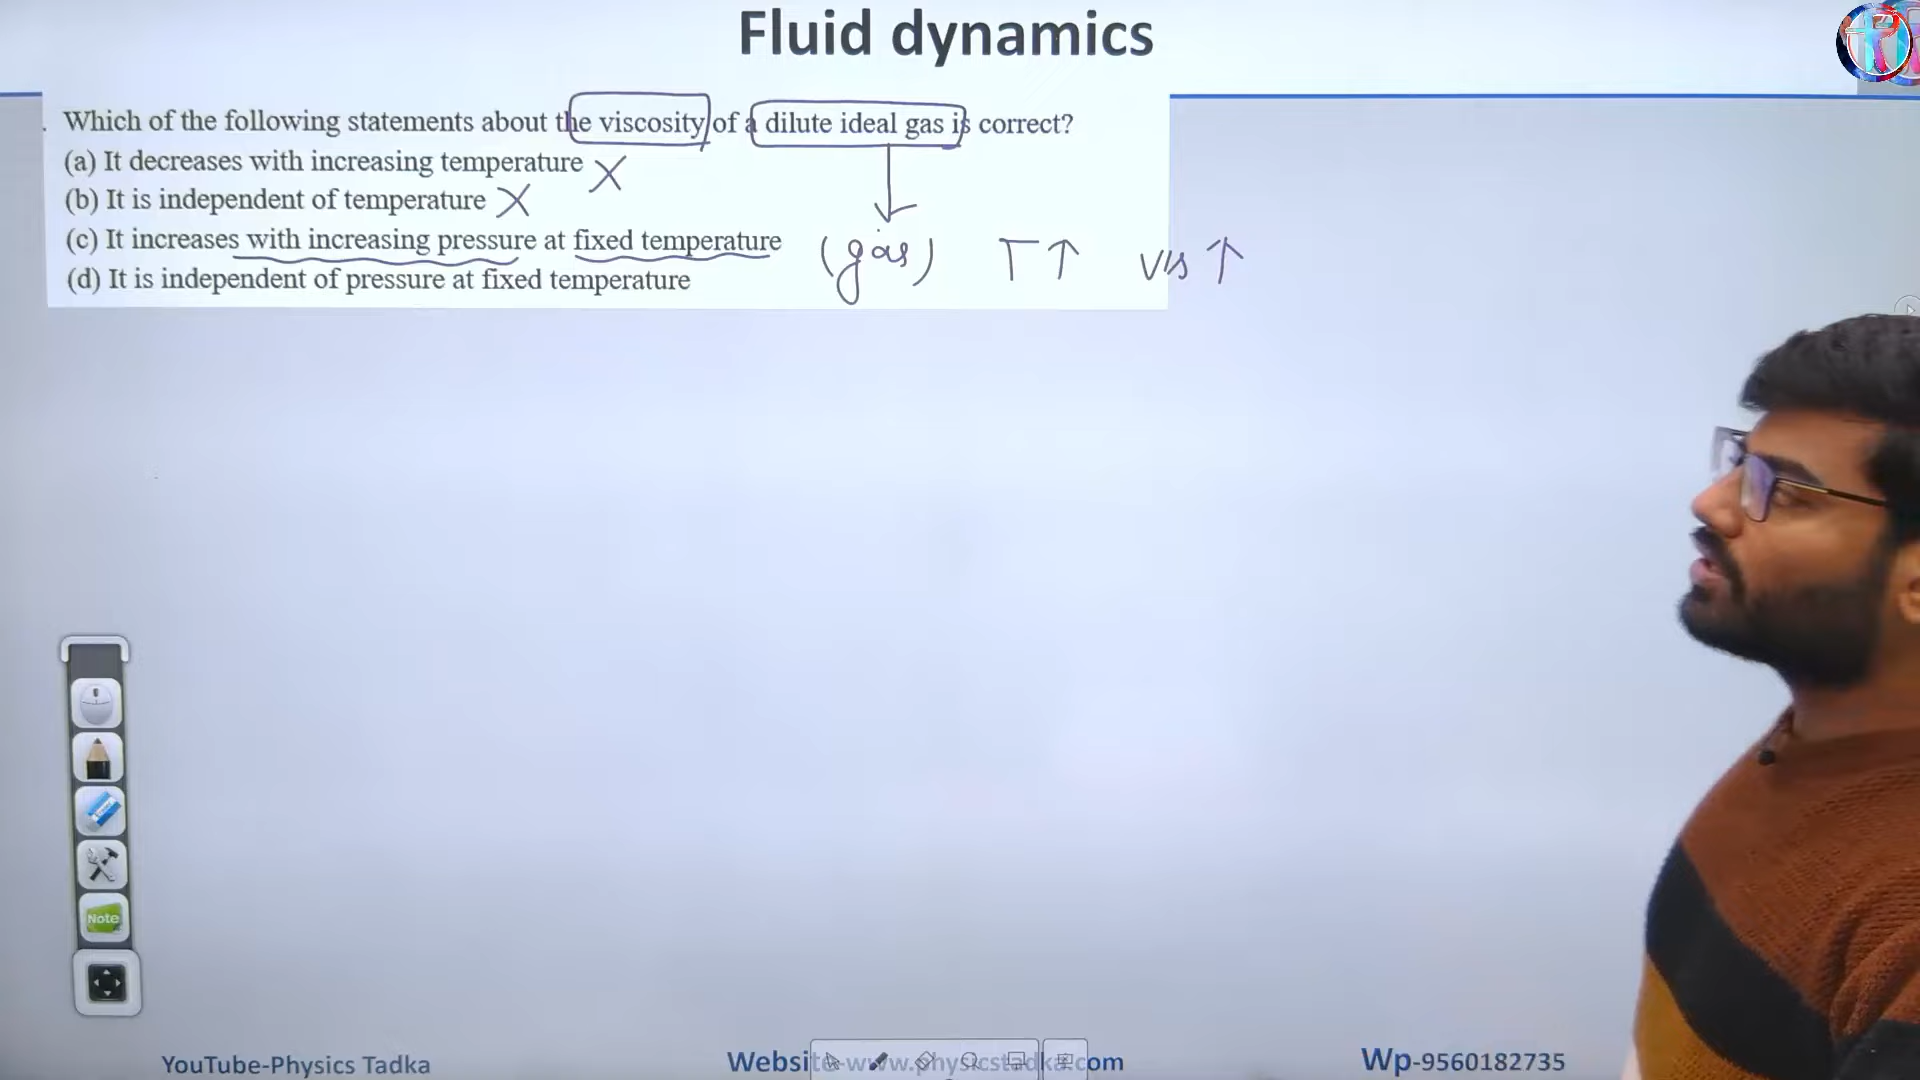 Fluid dynamics
Which of the following statements about the viscosity of a dilute ideal gas is correct?
(a) It decreases with increasing temperature X
(b) It is independent of temperature X
(c) It increases with increasing pressure at fixed temperature
(gas) T↑ vis ↑
(d) It is independent of pressure at fixed temperature
Note
YouTube-Physics Tadka
Website-www.physicstadka.com
Wp-9560182735